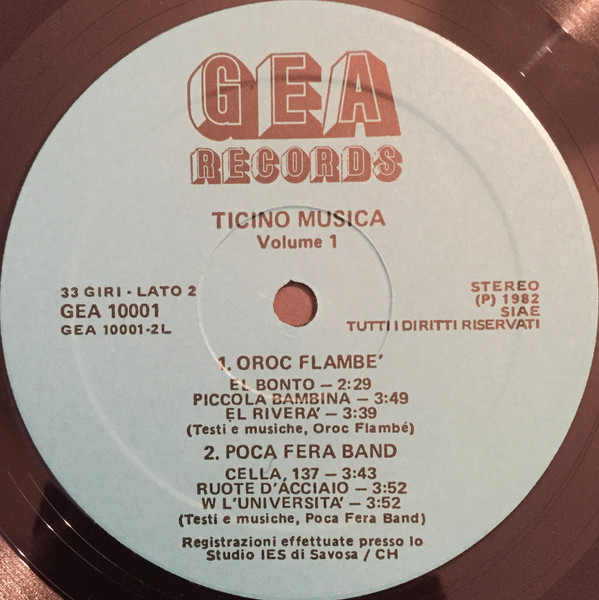 GEA
RECORDS
TICINO MUSICA
Volume 1
33 GIRI - LATO 2
GEA 10001
GEA 10001-2L
STEREO
(P) 1982
SIAE
TUTTI I DIRITTI RISERVATI
1. OROC FLAMBE'
EL BONTO – 2:29
PICCOLA BAMBINA – 3:49
EL RIVERA' – 3:39
(Testi e musiche, Oroc Flambé)
2. POCA FERA BAND
CELLA, 137 – 3:43
RUOTE D'ACCIAIO – 3:52
W L'UNIVERSITA' – 3:52
(Testi e musiche, Poca Fera Band)
Registrazioni effettuate presso lo
Studio IES di Savosa / CH